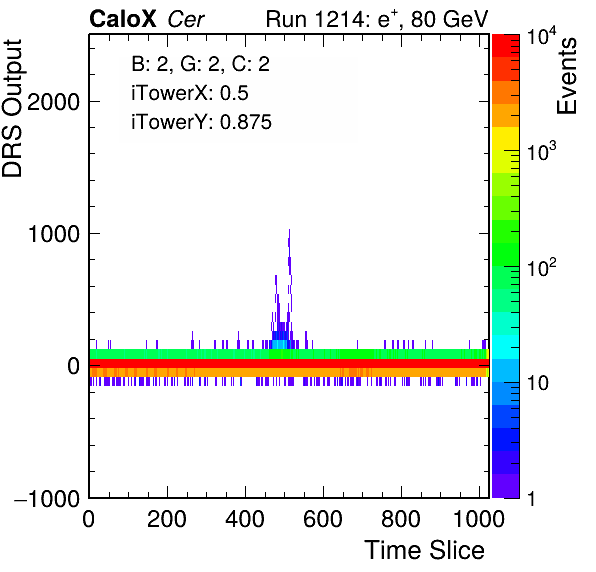 CaloX Cer Run 1214: e+, 80 GeV
B: 2, G: 2, C: 2
iTowerX: 0.5
iTowerY: 0.875
DRS Output
2000
1000
0
−1000
0 200 400 600 800 1000
Time Slice
Events
10^4
10^3
10^2
10
1